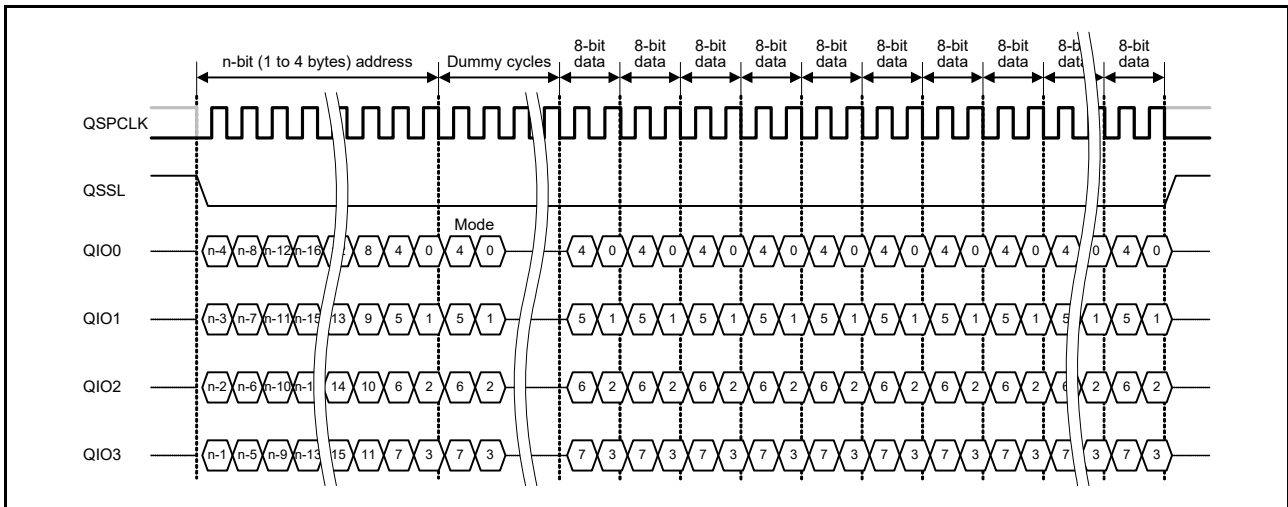 8-bit 8-bit 8-bit 8-bit 8-bit 8-bit 8-bit 8-bit 8-b 8-bit
n-bit (1 to 4 bytes) address Dummy cycles data data data data data data data data data
QSPCLK
QSSL
Mode
QIO0 n-4 n-8 n-12 n-16 8 4 0 4 0 4 0 4 0 4 0 4 0 4 0 4 0 4 0 4 0 4 0 4 0
QIO1 n-3 n-7 n-11 n-15 13 9 5 1 5 1 5 1 5 1 5 1 5 1 5 1 5 1 5 1 5 1 5 1 5 1
QIO2 n-2 n-6 n-10 n-1 14 10 6 2 6 2 6 2 6 2 6 2 6 2 6 2 6 2 6 2 6 2 6 2 6 2
QIO3 n-1 n-5 n-9 n-13 15 11 7 3 7 3 7 3 7 3 7 3 7 3 7 3 7 3 7 3 7 3 7 3 7 3